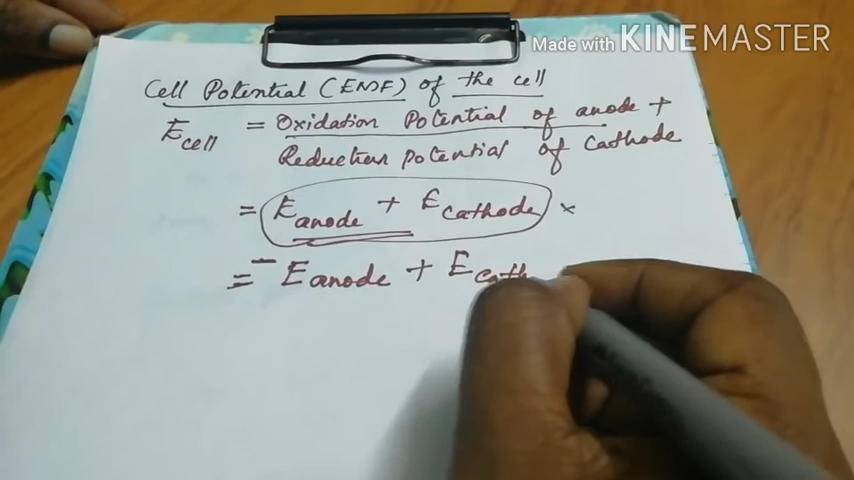 Made with KINEMASTER
Cell Potential (EMF) of the cell
Ecell = Oxidation Potential of anode +
Reduction potential of Cathode
= Eanode + Ecathode ×
= - Eanode + Ecath